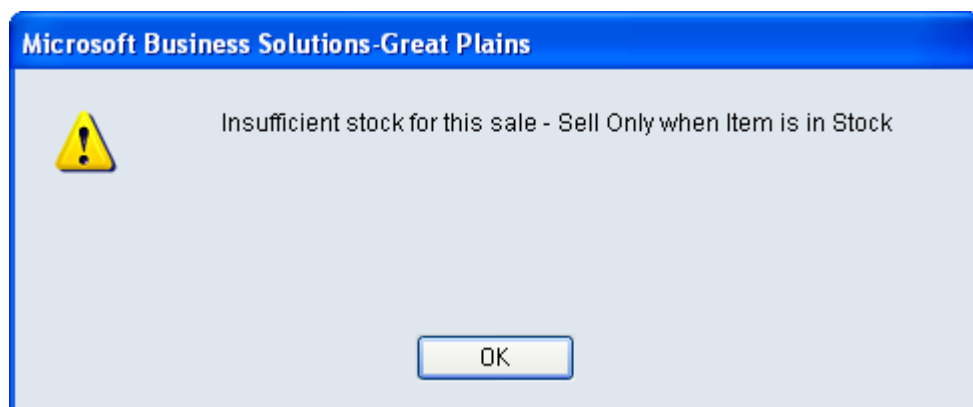 Microsoft Business Solutions-Great Plains
Insufficient stock for this sale - Sell Only when Item is in Stock
OK